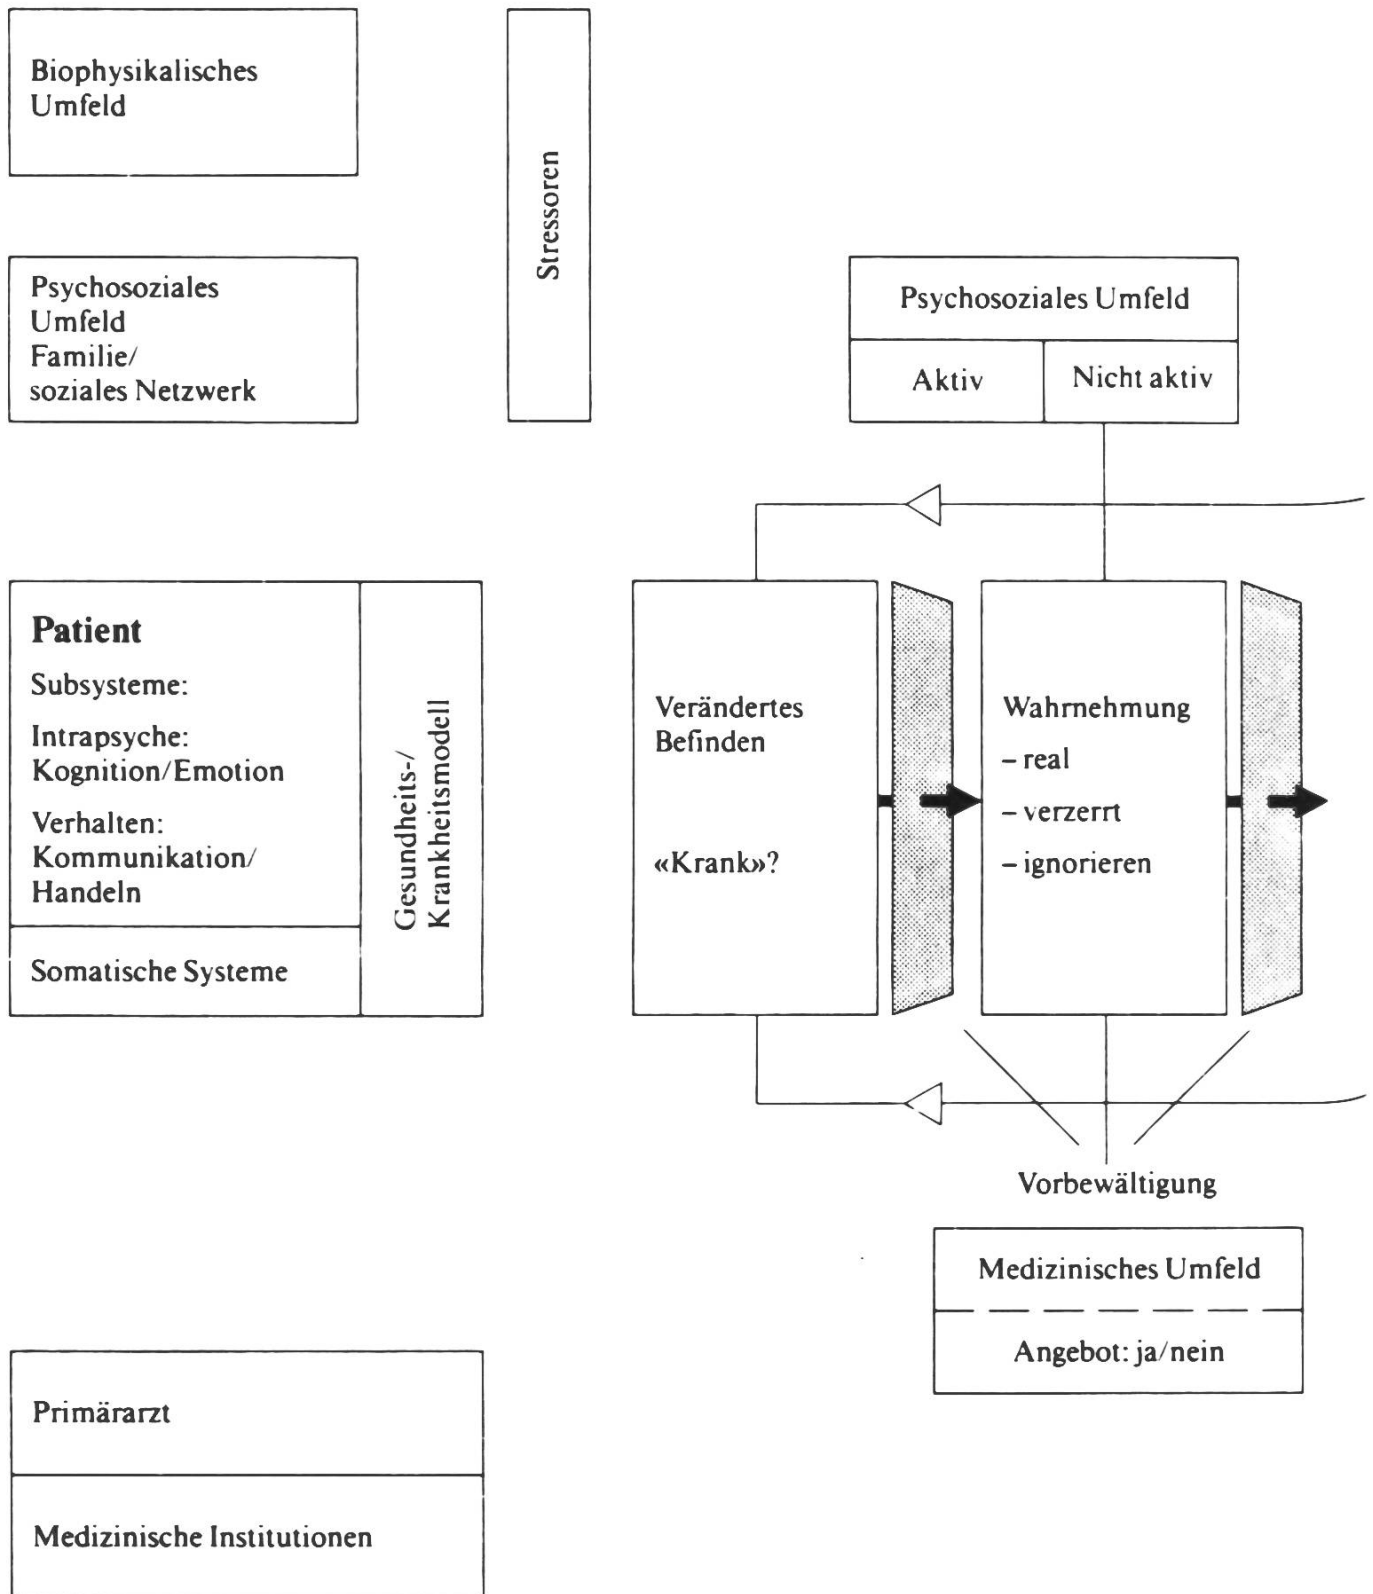 Biophysikalisches
Umfeld
Stressoren
Psychosoziales
Umfeld
Familie/
soziales Netzwerk
Psychosoziales Umfeld
Aktiv
Nicht aktiv
Patient
Subsysteme:
Intrapsyche:
Kognition/Emotion
Verhalten:
Kommunikation/
Handeln
Somatische Systeme
Gesundheits-/
Krankheitsmodell
Verändertes
Befinden
«Krank»?
Wahrnehmung
– real
– verzerrt
– ignorieren
Vorbewältigung
Medizinisches Umfeld
Angebot: ja/nein
Primärarzt
Medizinische Institutionen